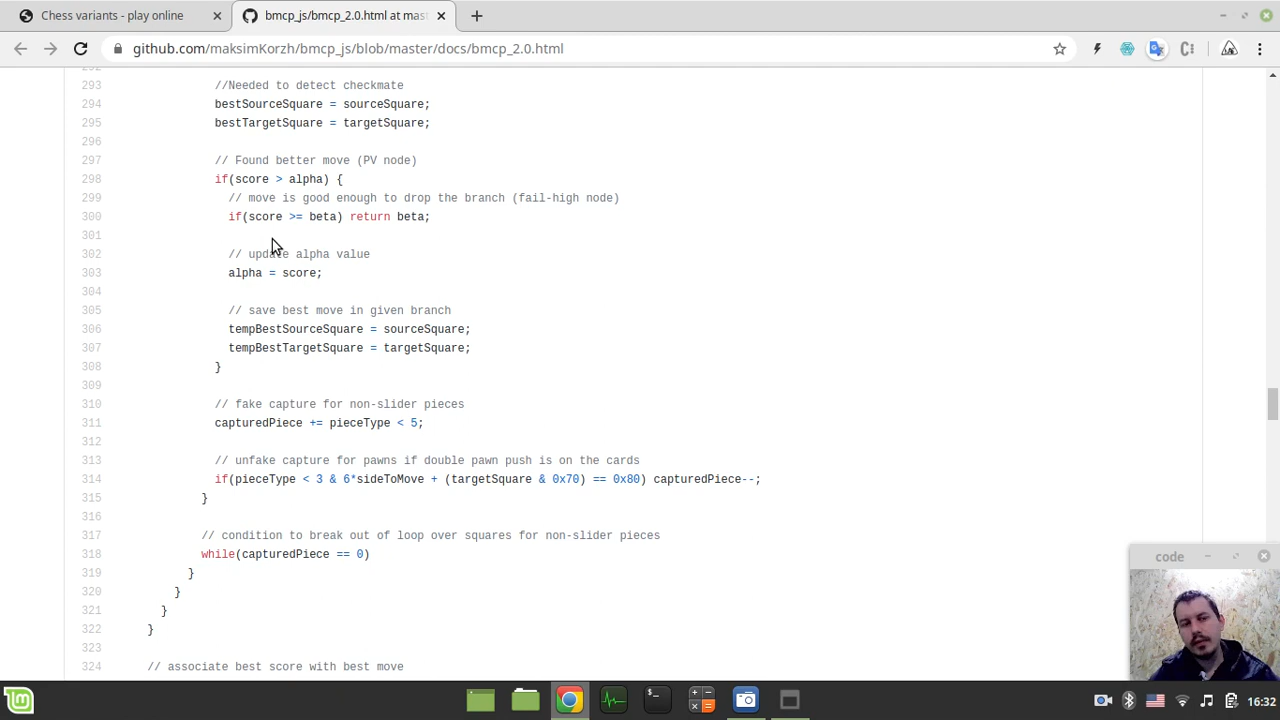 Chess variants - play online
bmcp_js/bmcp_2.0.html at mas
github.com/maksimKorzh/bmcp_js/blob/master/docs/bmcp_2.0.html
292
293 //Needed to detect checkmate
294 bestSourceSquare = sourceSquare;
295 bestTargetSquare = targetSquare;
296
297 // Found better move (PV node)
298 if(score > alpha) {
299 // move is good enough to drop the branch (fail-high node)
300 if(score >= beta) return beta;
301
302 // update alpha value
303 alpha = score;
304
305 // save best move in given branch
306 tempBestSourceSquare = sourceSquare;
307 tempBestTargetSquare = targetSquare;
308 }
309
310 // fake capture for non-slider pieces
311 capturedPiece += pieceType < 5;
312
313 // unfake capture for pawns if double pawn push is on the cards
314 if(pieceType < 3 & 6*sideToMove + (targetSquare & 0x70) == 0x80) capturedPiece--;
315 }
316
317 // condition to break out of loop over squares for non-slider pieces
318 while(capturedPiece == 0)
319 }
320 }
321 }
322 }
323
324 // associate best score with best move
code
16:32